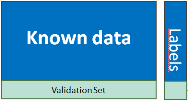 Known data
Labels
Validation Set